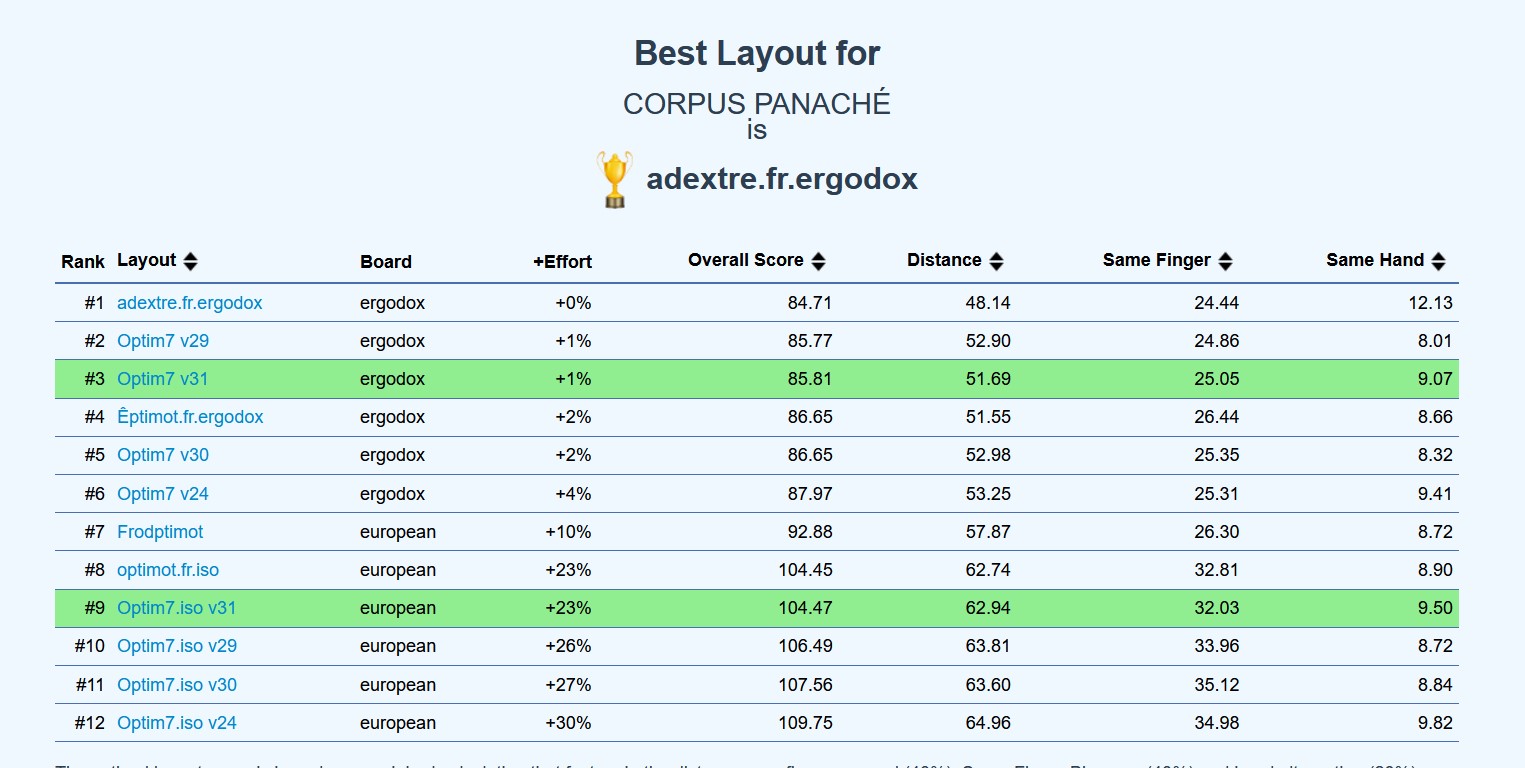 Best Layout for
CORPUS PANACHÉ
is
adextre.fr.ergodox
Rank Layout Board +Effort Overall Score Distance Same Finger Same Hand
#1 adextre.fr.ergodox ergodox +0% 84.71 48.14 24.44 12.13
#2 Optim7 v29 ergodox +1% 85.77 52.90 24.86 8.01
#3 Optim7 v31 ergodox +1% 85.81 51.69 25.05 9.07
#4 Êptimot.fr.ergodox ergodox +2% 86.65 51.55 26.44 8.66
#5 Optim7 v30 ergodox +2% 86.65 52.98 25.35 8.32
#6 Optim7 v24 ergodox +4% 87.97 53.25 25.31 9.41
#7 Frodptimot european +10% 92.88 57.87 26.30 8.72
#8 optimot.fr.iso european +23% 104.45 62.74 32.81 8.90
#9 Optim7.iso v31 european +23% 104.47 62.94 32.03 9.50
#10 Optim7.iso v29 european +26% 106.49 63.81 33.96 8.72
#11 Optim7.iso v30 european +27% 107.56 63.60 35.12 8.84
#12 Optim7.iso v24 european +30% 109.75 64.96 34.98 9.82